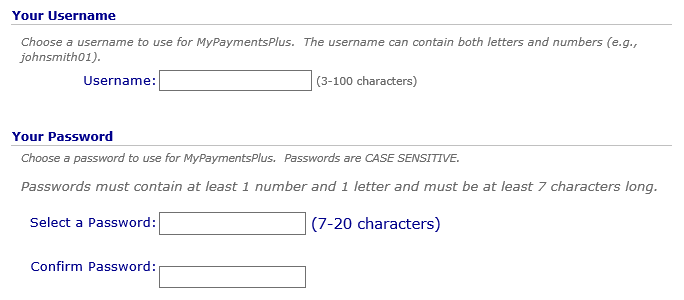 Your Username
Choose a username to use for MyPaymentsPlus.  The username can contain both letters and numbers (e.g.,
johnsmith01).
Username: (3-100 characters)
Your Password
Choose a password to use for MyPaymentsPlus.  Passwords are CASE SENSITIVE.
Passwords must contain at least 1 number and 1 letter and must be at least 7 characters long.
Select a Password: (7-20 characters)
Confirm Password: